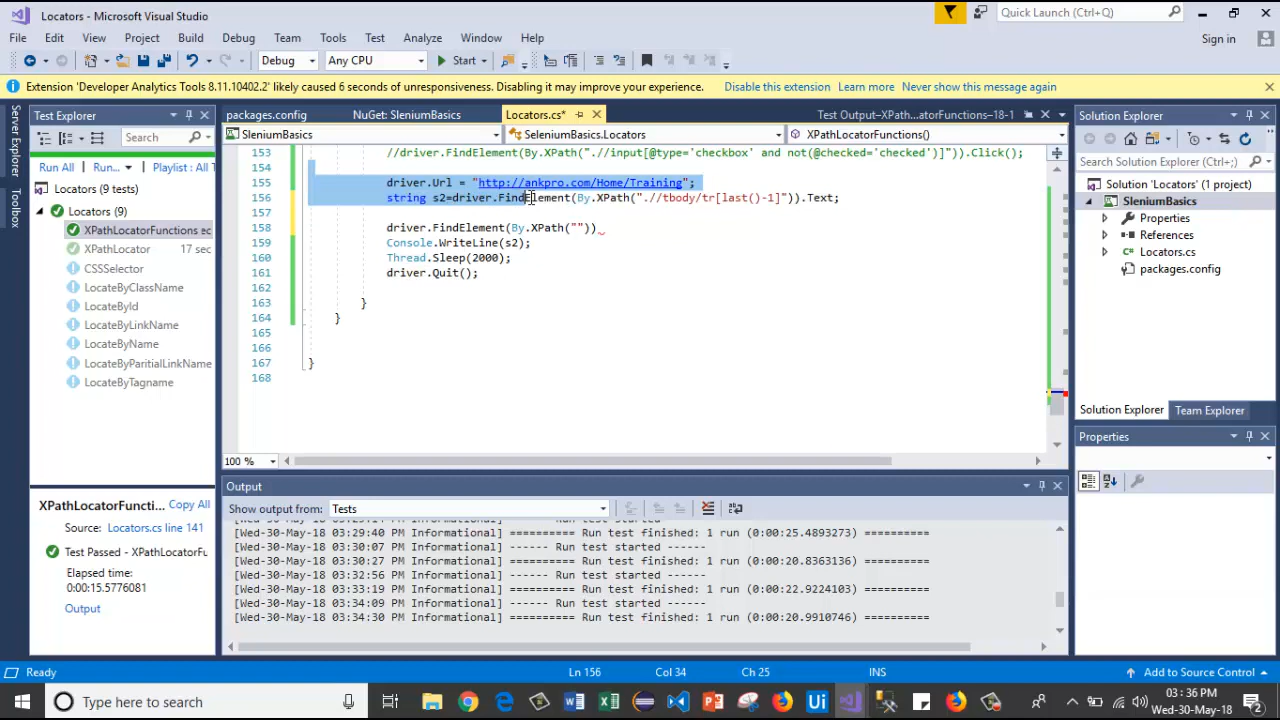 Locators - Microsoft Visual Studio
Quick Launch (Ctrl+Q)
File Edit View Project Build Debug Team Tools Test Analyze Window Help
Sign in
Debug Any CPU Start
Extension 'Developer Analytics Tools 8.11.10402.2' likely caused 6 seconds of unresponsiveness. Disabling it may improve your experience. Disable this extension Learn more Never show this message again
Server Explorer
Toolbox
Test Explorer
Search
Run All Run... Playlist : All T
Locators (9 tests)
Locators (9)
XPathLocatorFunctions ec
XPathLocator 17 sec
CSSSelector
LocateByClassName
LocateById
LocateByLinkName
LocateByName
LocateByParitialLinkName
LocateByTagname
XPathLocatorFuncti... Copy All
Source: Locators.cs line 141
Test Passed - XPathLocatorFu
Elapsed time:
0:00:15.5776081
Output
packages.config NuGet: SleniumBasics Locators.cs* Test Output–XPath...atorFunctions–18-1
SleniumBasics SeleniumBasics.Locators XPathLocatorFunctions()
153 //driver.FindElement(By.XPath(".//input[@type='checkbox' and not(@checked='checked')]")).Click();
154
155 driver.Url = "http://ankpro.com/Home/Training";
156 string s2=driver.FindElement(By.XPath(".//tbody/tr[last()-1]")).Text;
157
158 driver.FindElement(By.XPath(""))
159 Console.WriteLine(s2);
160 Thread.Sleep(2000);
161 driver.Quit();
162
163 }
164 }
165
166
167 }
168
100 %
Output
Show output from: Tests
[Wed-30-May-18 03:29:40 PM Informational] ========== Run test finished: 1 run (0:00:25.4893273) ==========
[Wed-30-May-18 03:30:07 PM Informational] ------ Run test started ------
[Wed-30-May-18 03:30:27 PM Informational] ========== Run test finished: 1 run (0:00:20.8363136) ==========
[Wed-30-May-18 03:32:56 PM Informational] ------ Run test started ------
[Wed-30-May-18 03:33:19 PM Informational] ========== Run test finished: 1 run (0:00:22.9224103) ==========
[Wed-30-May-18 03:34:09 PM Informational] ------ Run test started ------
[Wed-30-May-18 03:34:30 PM Informational] ========== Run test finished: 1 run (0:00:20.9910746) ==========
Solution Explorer
Search Solution Explorer (Ctrl+;)
Solution 'Locators' (1 project)
SleniumBasics
Properties
References
Locators.cs
packages.config
Solution Explorer Team Explorer
Properties
Ready Ln 156 Col 34 Ch 25 INS Add to Source Control
Type here to search
Ui
03:36 PM
Wed-30-May-18
2